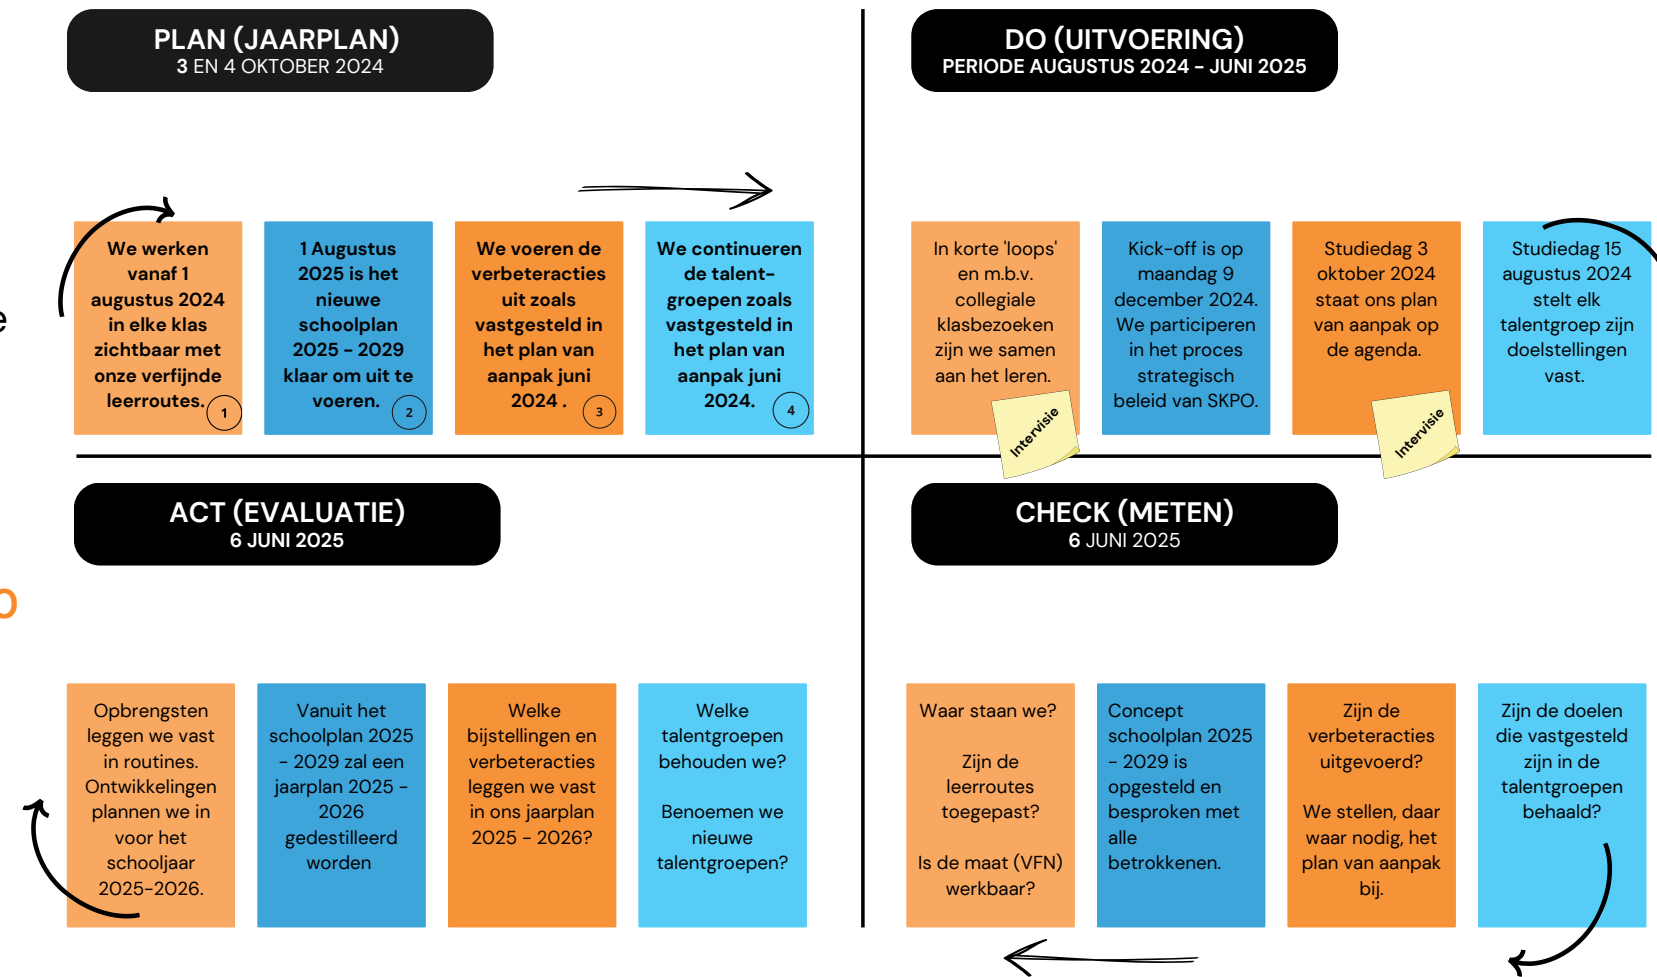 PLAN (JAARPLAN)
3 EN 4 OKTOBER 2024
We werken
vanaf 1
augustus 2024
in elke klas
zichtbaar met
onze verfijnde
leerroutes.
1
1 Augustus
2025 is het
nieuwe
schoolplan
2025 - 2029
klaar om uit te
voeren.
2
We voeren de
verbeteracties
uit zoals
vastgesteld in
het plan van
aanpak juni
2024 .
3
We continueren
de talent-
groepen zoals
vastgesteld in
het plan van
aanpak juni
2024.
4
DO (UITVOERING)
PERIODE AUGUSTUS 2024 - JUNI 2025
In korte 'loops'
en m.b.v.
collegiale
klasbezoeken
zijn we samen
aan het leren.
Intervisie
Kick-off is op
maandag 9
december 2024.
We participeren
in het proces
strategisch
beleid van SKPO.
Studiedag 3
oktober 2024
staat ons plan
van aanpak op
de agenda.
Intervisie
Studiedag 15
augustus 2024
stelt elk
talentgroep zijn
doelstellingen
vast.
e
o
ACT (EVALUATIE)
6 JUNI 2025
Opbrengsten
leggen we vast
in routines.
Ontwikkelingen
plannen we in
voor het
schooljaar
2025-2026.
Vanuit het
schoolplan 2025
- 2029 zal een
jaarplan 2025 -
2026
gedestilleerd
worden
Welke
bijstellingen en
verbeteracties
leggen we vast
in ons jaarplan
2025 - 2026?
Welke
talentgroepen
behouden we?
Benoemen we
nieuwe
talentgroepen?
CHECK (METEN)
6 JUNI 2025
Waar staan we?
Zijn de
leerroutes
toegepast?
Is de maat (VFN)
werkbaar?
Concept
schoolplan 2025
- 2029 is
opgesteld en
besproken met
alle
betrokkenen.
Zijn de
verbeteracties
uitgevoerd?
We stellen, daar
waar nodig, het
plan van aanpak
bij.
Zijn de doelen
die vastgesteld
zijn in de
talentgroepen
behaald?